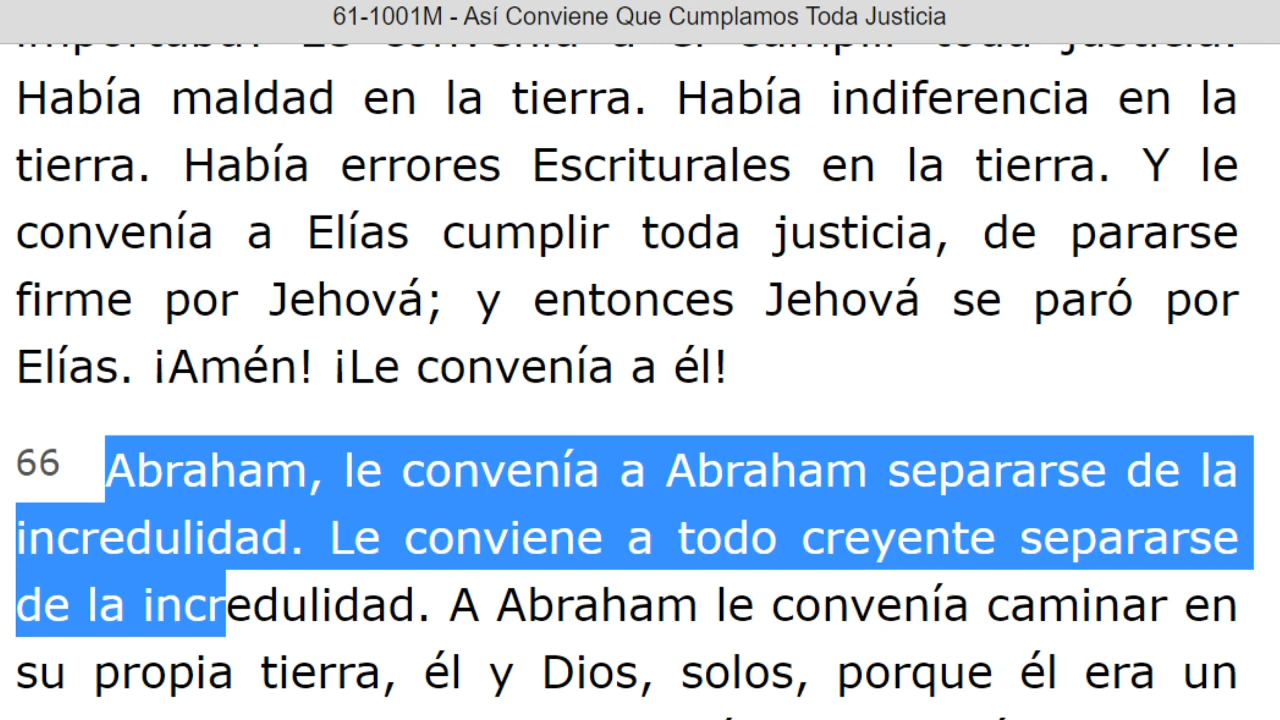 61-1001M - Así Conviene Que Cumplamos Toda Justicia
Había maldad en la tierra. Había indiferencia en la
tierra. Había errores Escriturales en la tierra. Y le
convenía a Elías cumplir toda justicia, de pararse
firme por Jehová; y entonces Jehová se paró por
Elías. ¡Amén! ¡Le convenía a él!
66 Abraham, le convenía a Abraham separarse de la
incredulidad. Le conviene a todo creyente separarse
de la incredulidad. A Abraham le convenía caminar en
su propia tierra, él y Dios, solos, porque él era un